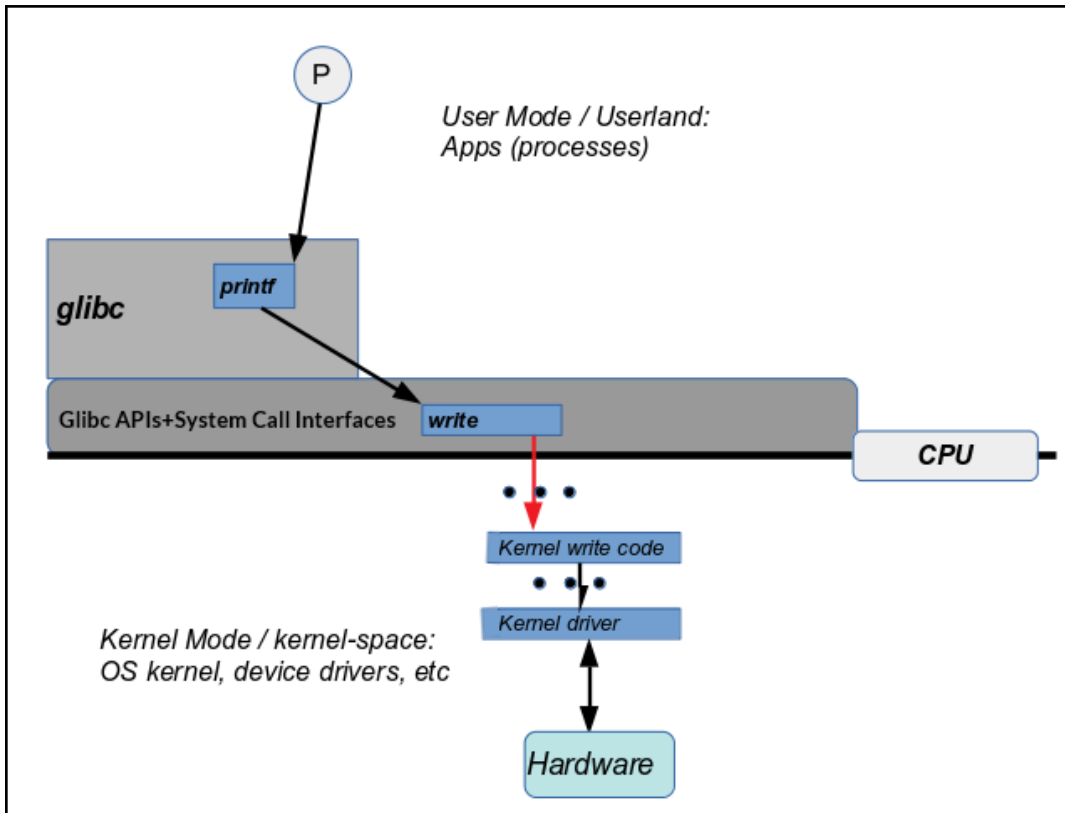 P
User Mode / Userland:
Apps (processes)
printf
glibc
Glibc APIs+System Call Interfaces
write
CPU
Kernel write code
Kernel driver
Kernel Mode / kernel-space:
OS kernel, device drivers, etc
Hardware